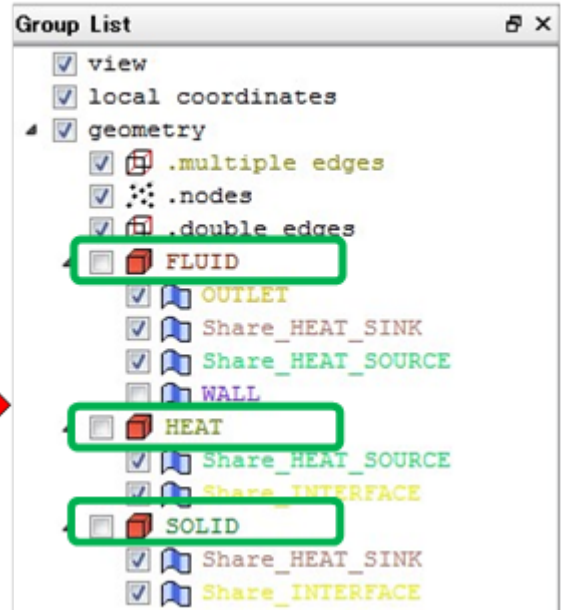 Group List
view
local coordinates
geometry
.multiple edges
.nodes
.double edges
FLUID
OUTLET
Share_HEAT_SINK
Share_HEAT_SOURCE
WALL
HEAT
Share_HEAT_SOURCE
Share_INTERFACE
SOLID
Share_HEAT_SINK
Share_INTERFACE